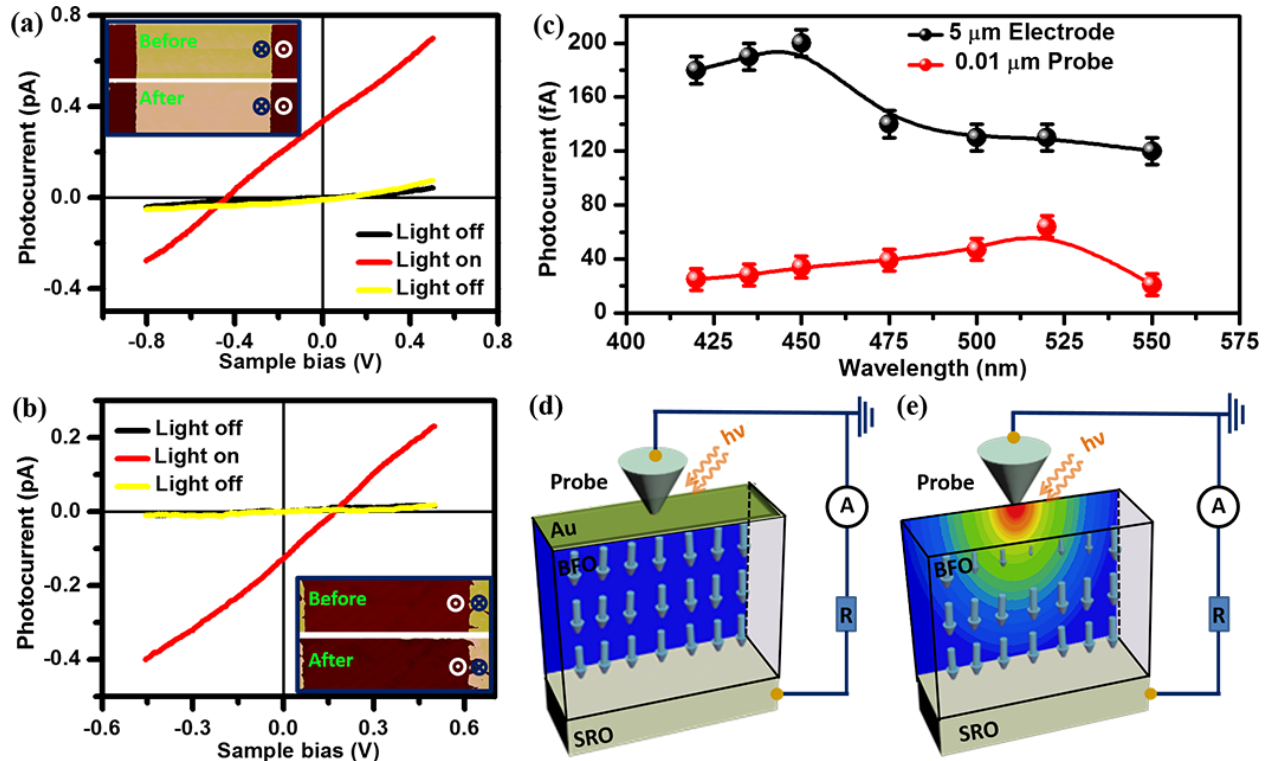 (a)
0.8
0.4
0.0
-0.4
Photocurrent (pA)
Before
After
Light off
Light on
Light off
-0.8
-0.4
0.0
0.4
0.8
Sample bias (V)
(c)
200
160
120
80
40
0
Photocurrent (fA)
5 μm Electrode
0.01 μm Probe
400
425
450
475
500
525
550
575
Wavelength (nm)
(b)
0.2
0.0
-0.2
-0.4
Photocurrent (pA)
Light off
Light on
Light off
Before
After
-0.6
-0.3
0.0
0.3
0.6
Sample bias (V)
(d)
hν
Probe
Au
BFO
SRO
A
R
(e)
hν
Probe
BFO
SRO
A
R